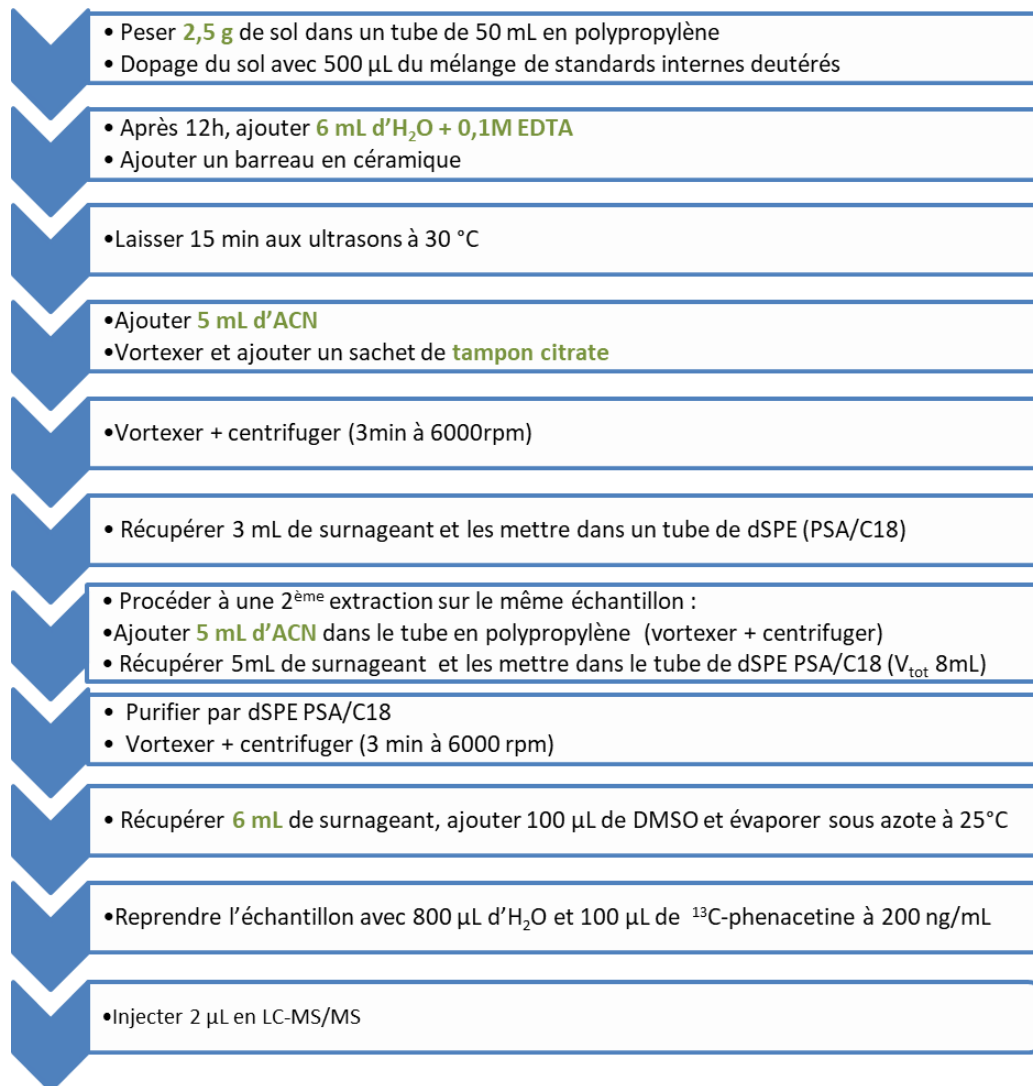 • Peser 2,5 g de sol dans un tube de 50 mL en polypropylène
• Dopage du sol avec 500 µL du mélange de standards internes deutérés
• Après 12h, ajouter 6 mL d’H₂O + 0,1M EDTA
• Ajouter un barreau en céramique
•Laisser 15 min aux ultrasons à 30 °C
•Ajouter 5 mL d’ACN
•Vortexer et ajouter un sachet de tampon citrate
•Vortexer + centrifuger (3min à 6000rpm)
• Récupérer 3 mL de surnageant et les mettre dans un tube de dSPE (PSA/C18)
• Procéder à une 2ème extraction sur le même échantillon :
•Ajouter 5 mL d’ACN dans le tube en polypropylène (vortexer + centrifuger)
• Récupérer 5mL de surnageant et les mettre dans le tube de dSPE PSA/C18 (Vtot 8mL)
• Purifier par dSPE PSA/C18
• Vortexer + centrifuger (3 min à 6000 rpm)
• Récupérer 6 mL de surnageant, ajouter 100 µL de DMSO et évaporer sous azote à 25°C
•Reprendre l’échantillon avec 800 µL d’H₂O et 100 µL de ¹³C-phenacetine à 200 ng/mL
•Injecter 2 µL en LC-MS/MS